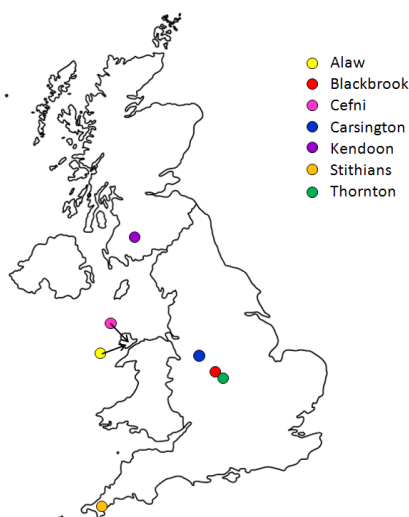 Alaw
Blackbrook
Cefni
Carsington
Kendoon
Stithians
Thornton